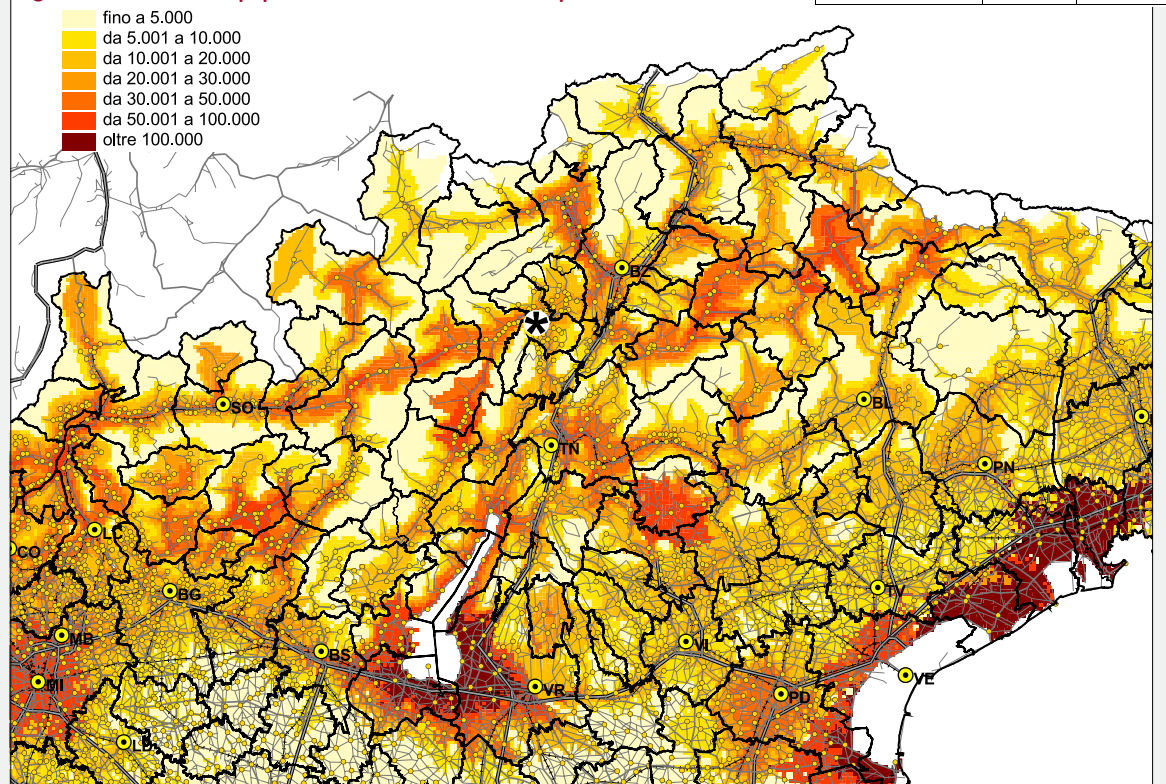 fino a 5.000
da 5.001 a 10.000
da 10.001 a 20.000
da 20.001 a 30.000
da 30.001 a 50.000
da 50.001 a 100.000
oltre 100.000
BZ
*
SO
BL
TN
PN
LC
CO
BG
TV
MB
BS
VI
VE
MI
VR
PD
LD